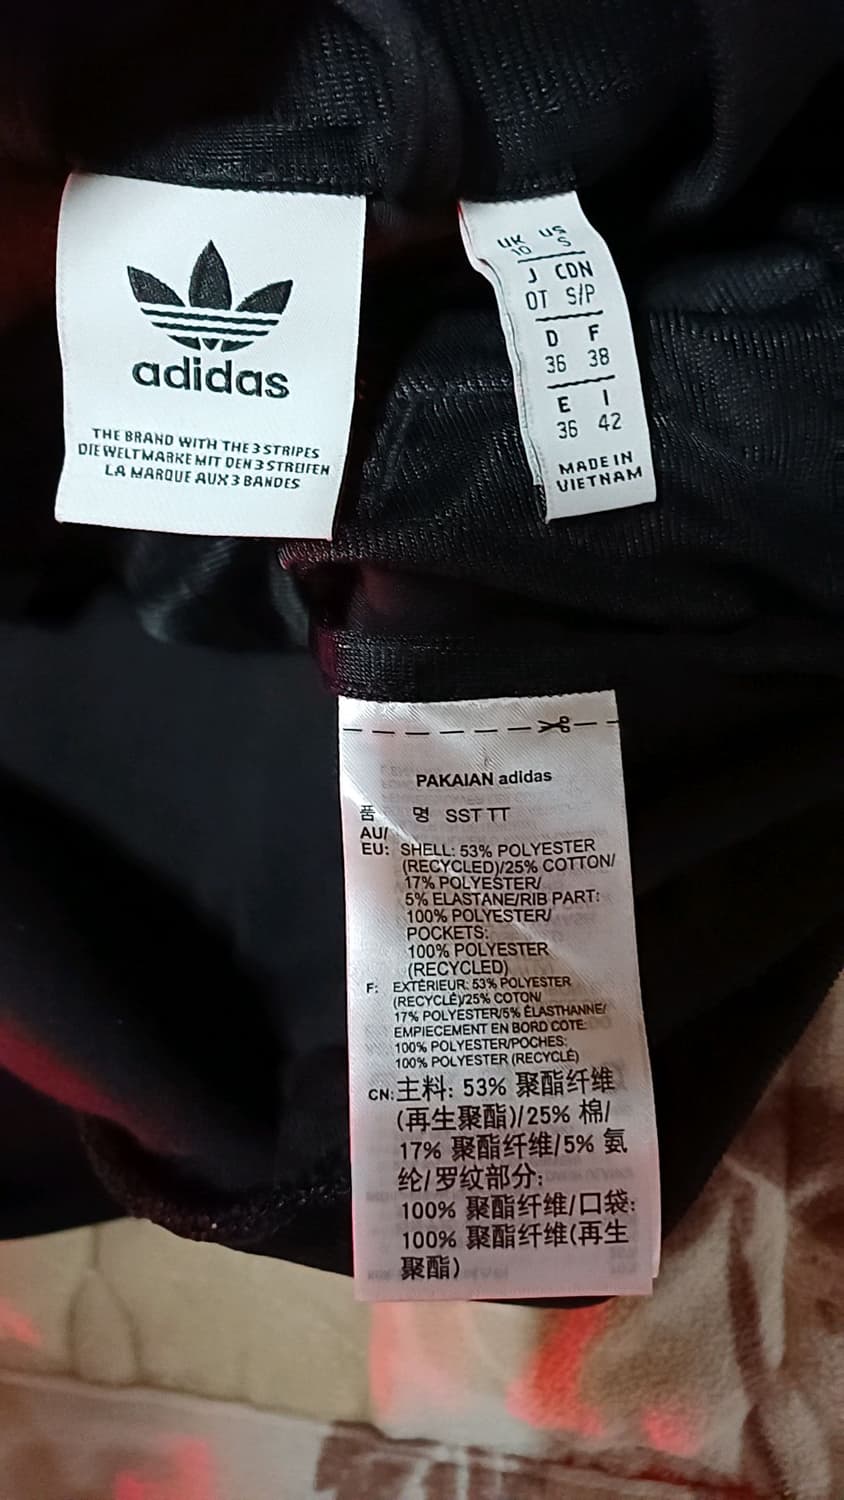 adidas
THE BRAND WITH THE 3 STRIPES
DIE WELTMARKE MIT DEN 3 STREIFEN
LA MARQUE AUX 3 BANDES
UK US
10 S
J CDN
OT S/P
D F
36 38
E I
36 42
MADE IN
VIETNAM
PAKAIAN adidas
품 명 SST TT
AU/
EU: SHELL: 53% POLYESTER
(RECYCLED)/25% COTTON/
17% POLYESTER/
5% ELASTANE/RIB PART:
100% POLYESTER/
POCKETS:
100% POLYESTER
(RECYCLED)
F: EXTÉRIEUR: 53% POLYESTER
(RECYCLÉ)/25% COTON/
17% POLYESTER/5% ÉLASTHANNE/
EMPIECEMENT EN BORD COTE:
100% POLYESTER/POCHES:
100% POLYESTER (RECYCLÉ)
CN: 主料: 53% 聚酯纤维
(再生聚酯)/25% 棉/
17% 聚酯纤维/5% 氨
纶/罗纹部分:
100% 聚酯纤维/口袋:
100% 聚酯纤维(再生
聚酯)